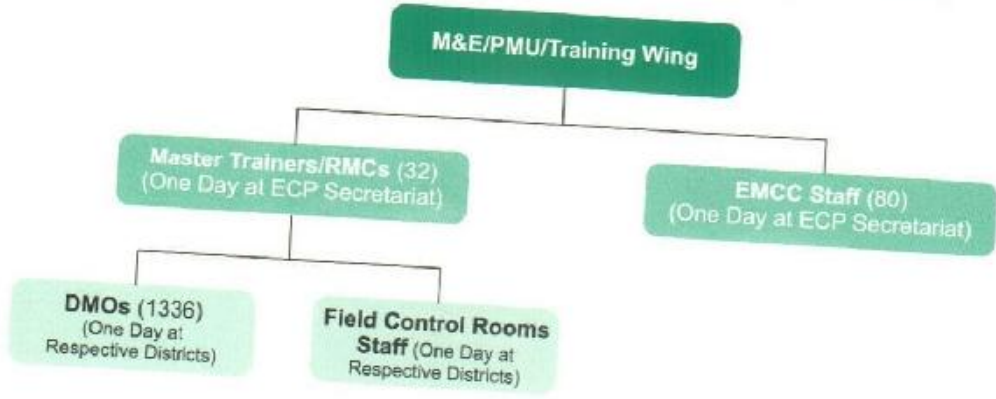 M&E/PMU/Training Wing
Master Trainers/RMCs (32)
(One Day at ECP Secretariat)
EMCC Staff (80)
(One Day at ECP Secretariat)
DMOs (1336)
(One Day at
Respective Districts)
Field Control Rooms
Staff (One Day at
Respective Districts)